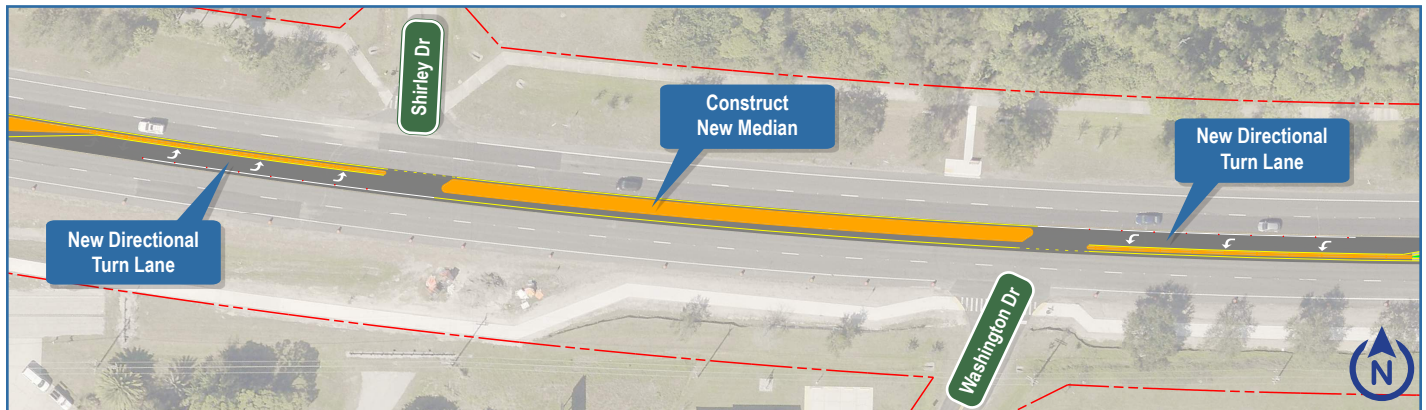 Shirley Dr
Construct
New Median
New Directional
Turn Lane
New Directional
Turn Lane
Washington Dr
N